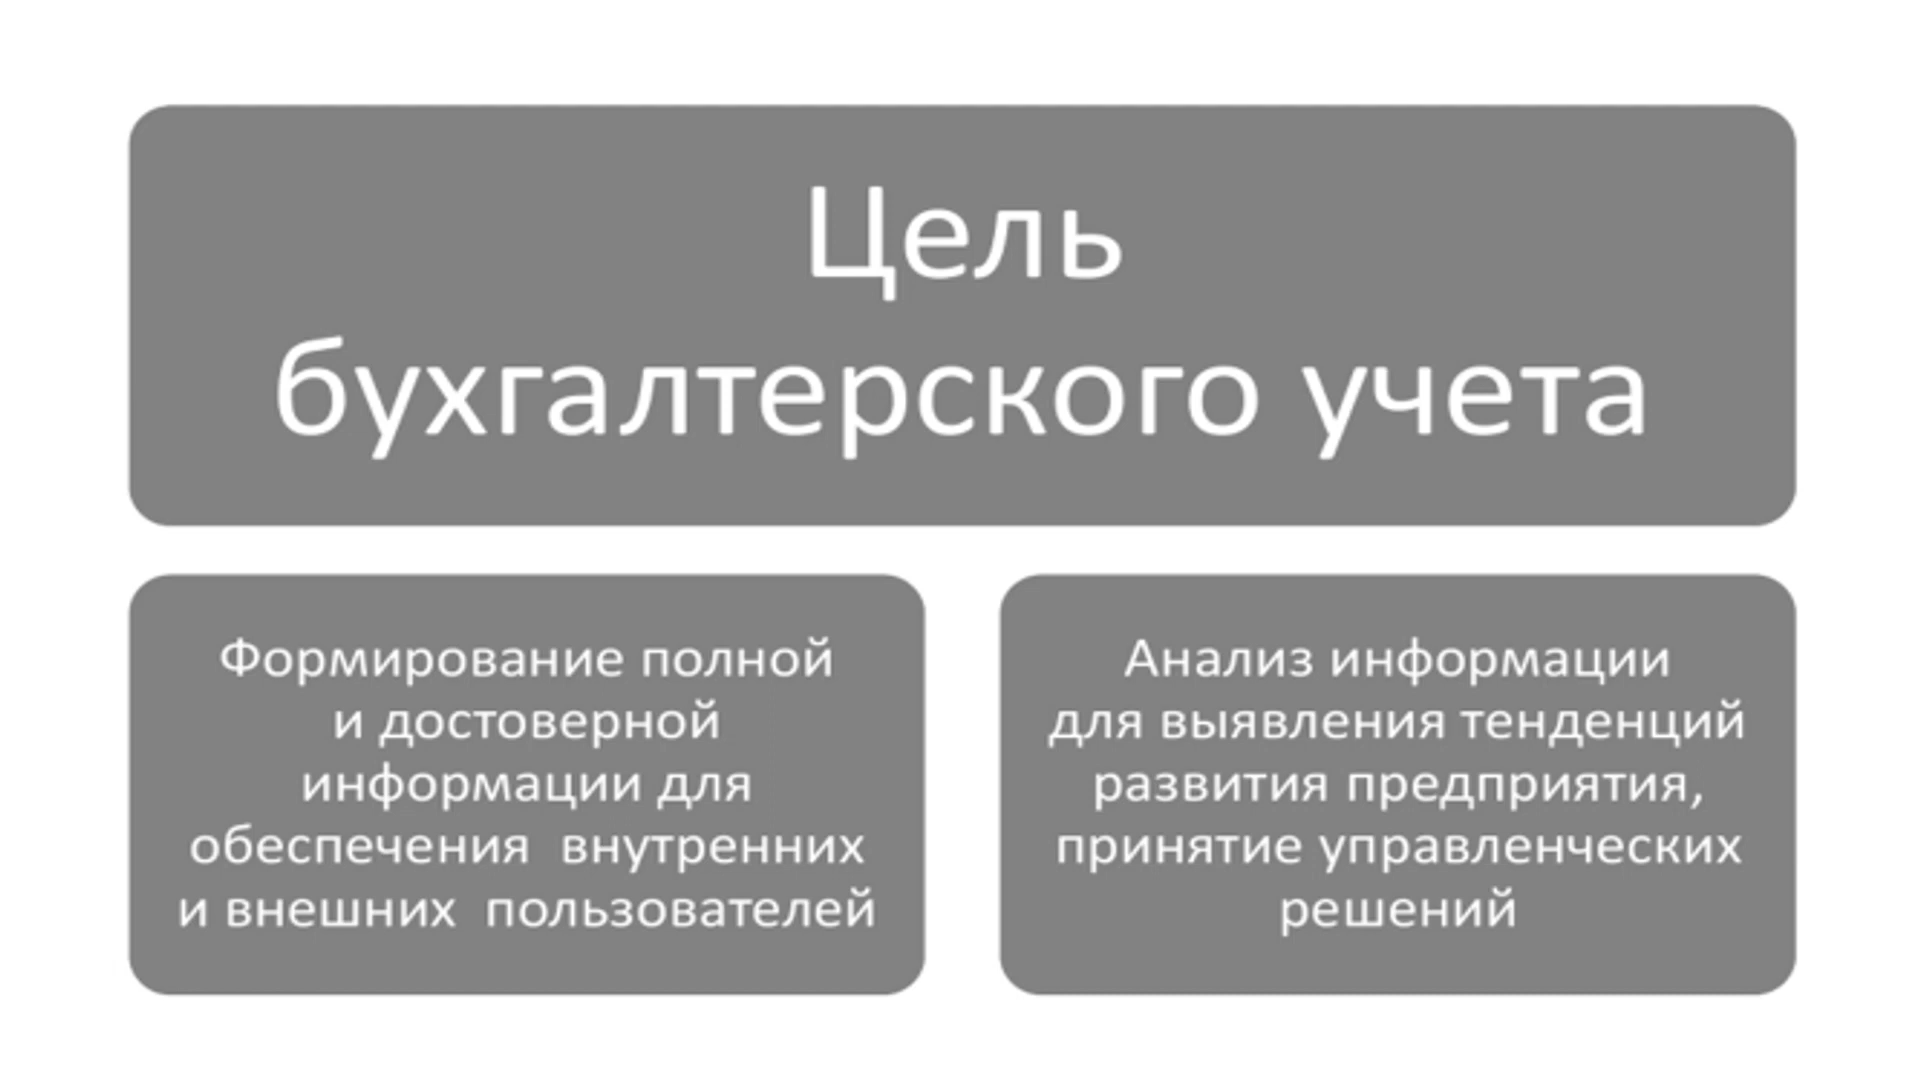 Цель
бухгалтерского учета
Формирование полной
и достоверной
информации для
обеспечения внутренних
и внешних пользователей
Анализ информации
для выявления тенденций
развития предприятия,
принятие управленческих
решений